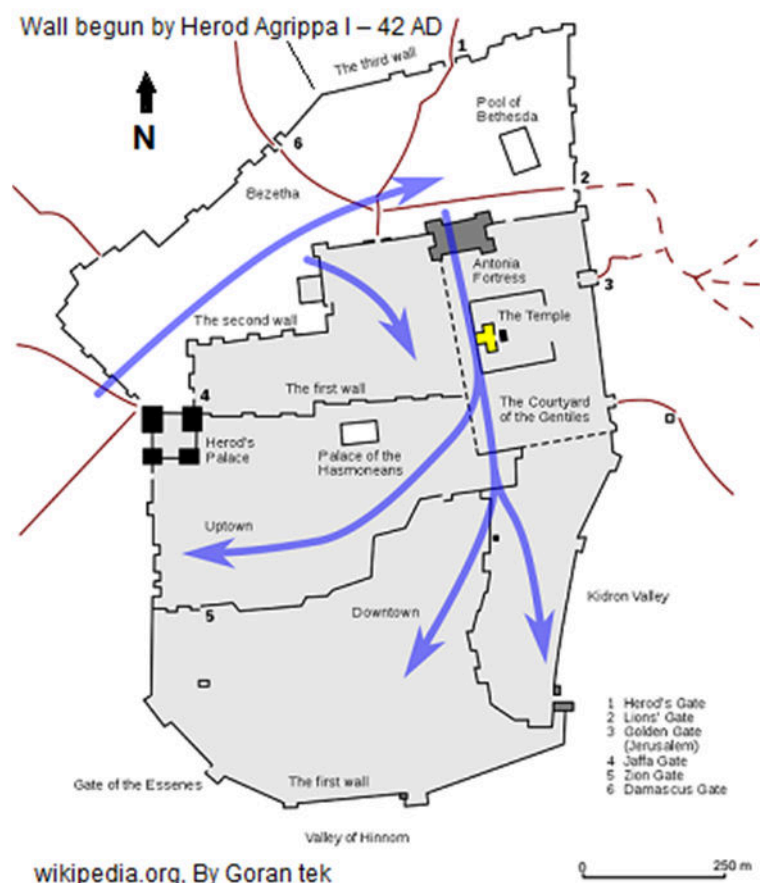 Wall begun by Herod Agrippa I – 42 AD
1
The third wall
N
Pool of
Bethesda
6
2
Bezetha
Antonia
Fortress
3
The Temple
The second wall
The first wall
4
The Courtyard
of the Gentiles
Herod's
Palace
Palace of the
Hasmoneans
Uptown
Kidron Valley
Downtown
5
1 Herod's Gate
2 Lions' Gate
3 Golden Gate
(Jerusalem)
4 Jaffa Gate
5 Zion Gate
6 Damascus Gate
Gate of the Essenes
The first wall
Valley of Hinnom
wikipedia.org, By Goran tek
0 250 m